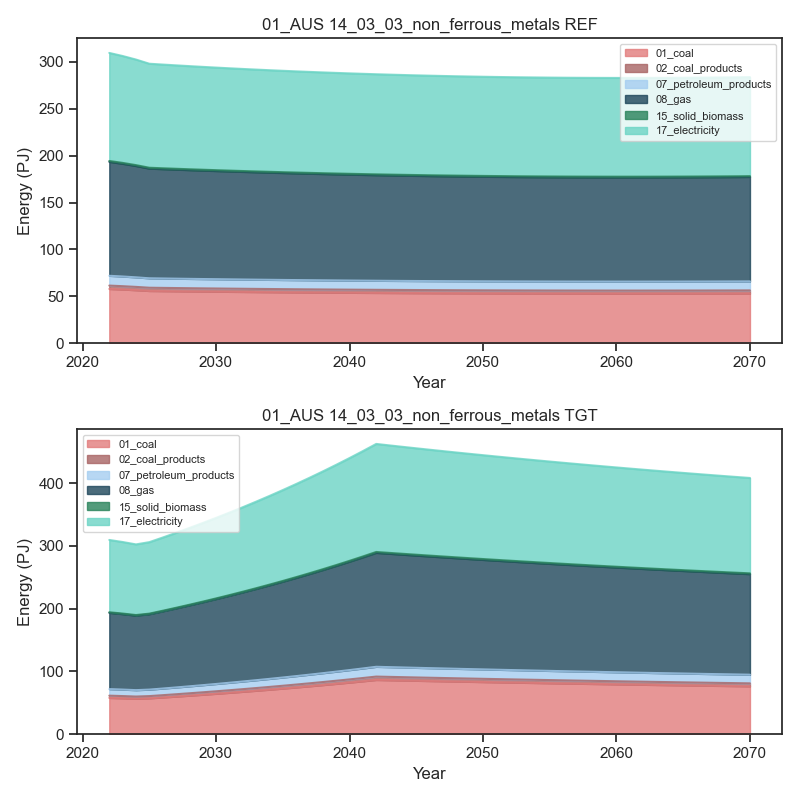 01_AUS 14_03_03_non_ferrous_metals REF
300
250
200
150
100
50
0
Energy (PJ)
01_coal
02_coal_products
07_petroleum_products
08_gas
15_solid_biomass
17_electricity
2020 2030 2040 2050 2060 2070
Year
01_AUS 14_03_03_non_ferrous_metals TGT
400
300
200
100
0
Energy (PJ)
01_coal
02_coal_products
07_petroleum_products
08_gas
15_solid_biomass
17_electricity
2020 2030 2040 2050 2060 2070
Year